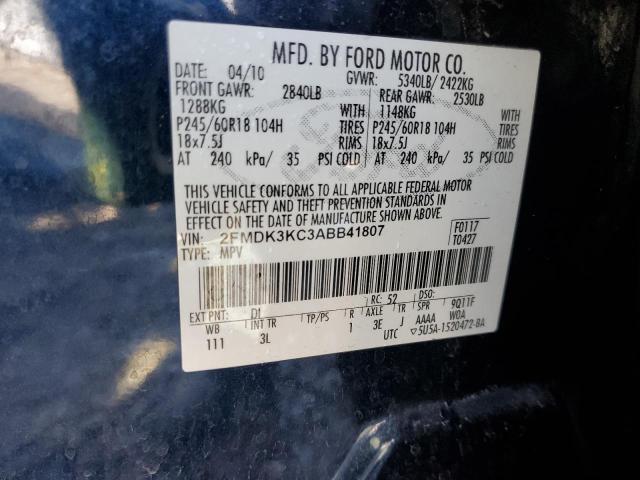 MFD. BY FORD MOTOR CO.
DATE: 04/10 GVWR: 5340LB/ 2422KG
FRONT GAWR: 2840LB REAR GAWR: 2530LB
1288KG WITH 1148KG WITH
P245/60R18 104H TIRES P245/60R18 104H TIRES
18x7.5J RIMS 18x7.5J RIMS
AT 240 kPa/ 35 PSI COLD AT 240 kPa/ 35 PSI COLD
THIS VEHICLE CONFORMS TO ALL APPLICABLE FEDERAL MOTOR
VEHICLE SAFETY AND THEFT PREVENTION STANDARDS IN
EFFECT ON THE DATE OF MANUFACTURE SHOWN ABOVE.
VIN: 2FMDK3KC3ABB41807 F0117
TYPE: MPV T0427
EXT PNT: DI RC: 52 DSO:
WB INT TR TP/PS R AXLE TR SPR 9Q11F
111 3L 1 3E J AAAA WOA
UTC ▽5U5A-1520472-BA